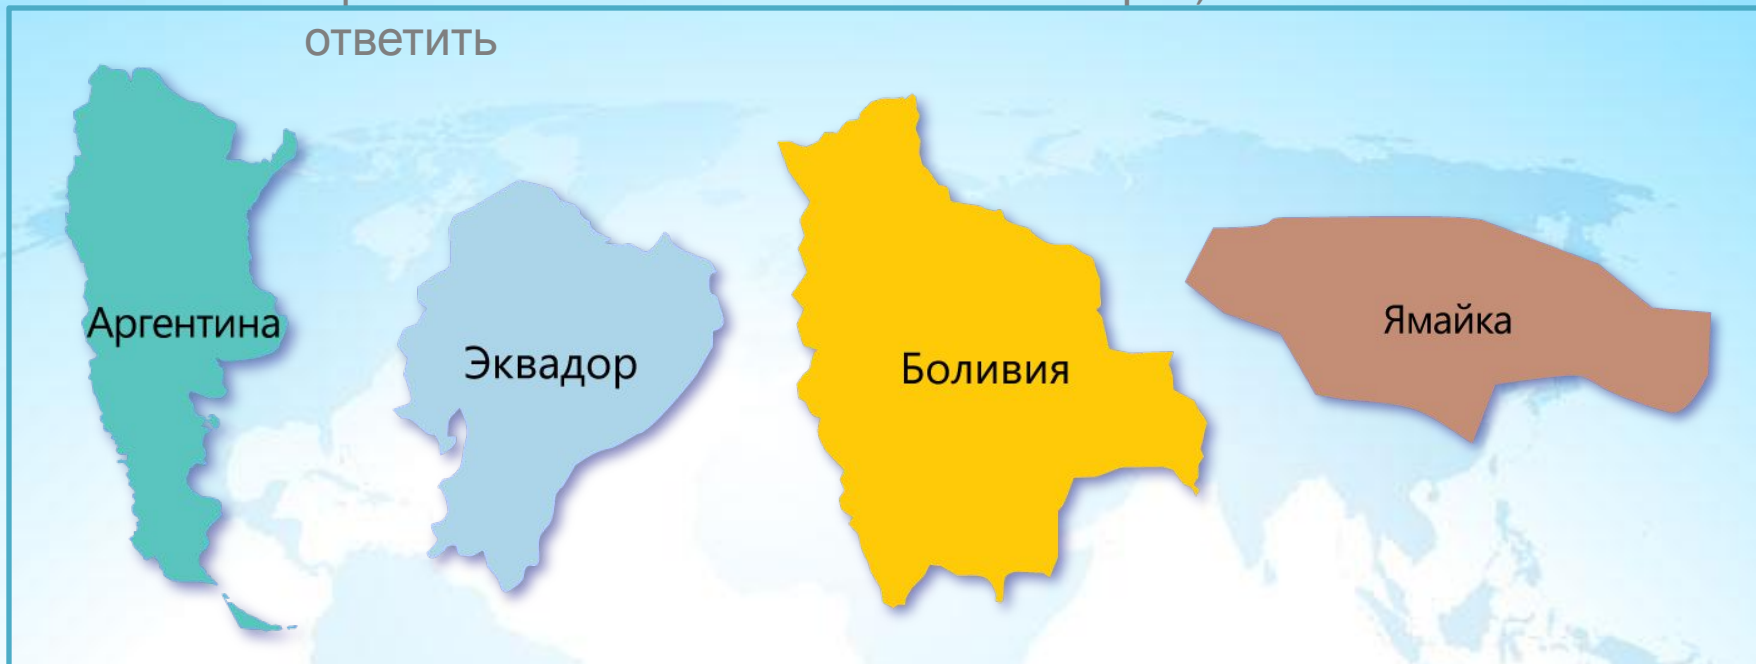 ответить
Аргентина
Эквадор
Боливия
Ямайка